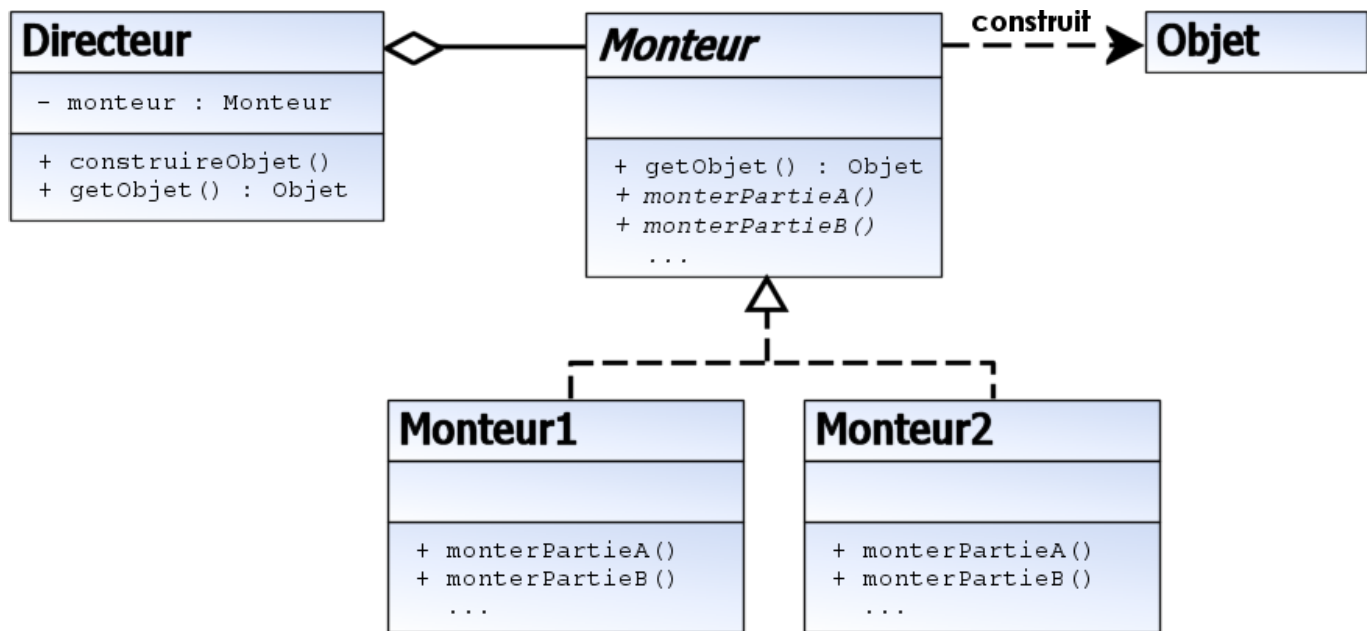 Directeur
- monteur : Monteur
+ construireObjet()
+ getObjet() : Objet
Monteur
+ getObjet() : Objet
+ monterPartieA()
+ monterPartieB()
...
construit
Objet
Monteur1
+ monterPartieA()
+ monterPartieB()
...
Monteur2
+ monterPartieA()
+ monterPartieB()
...